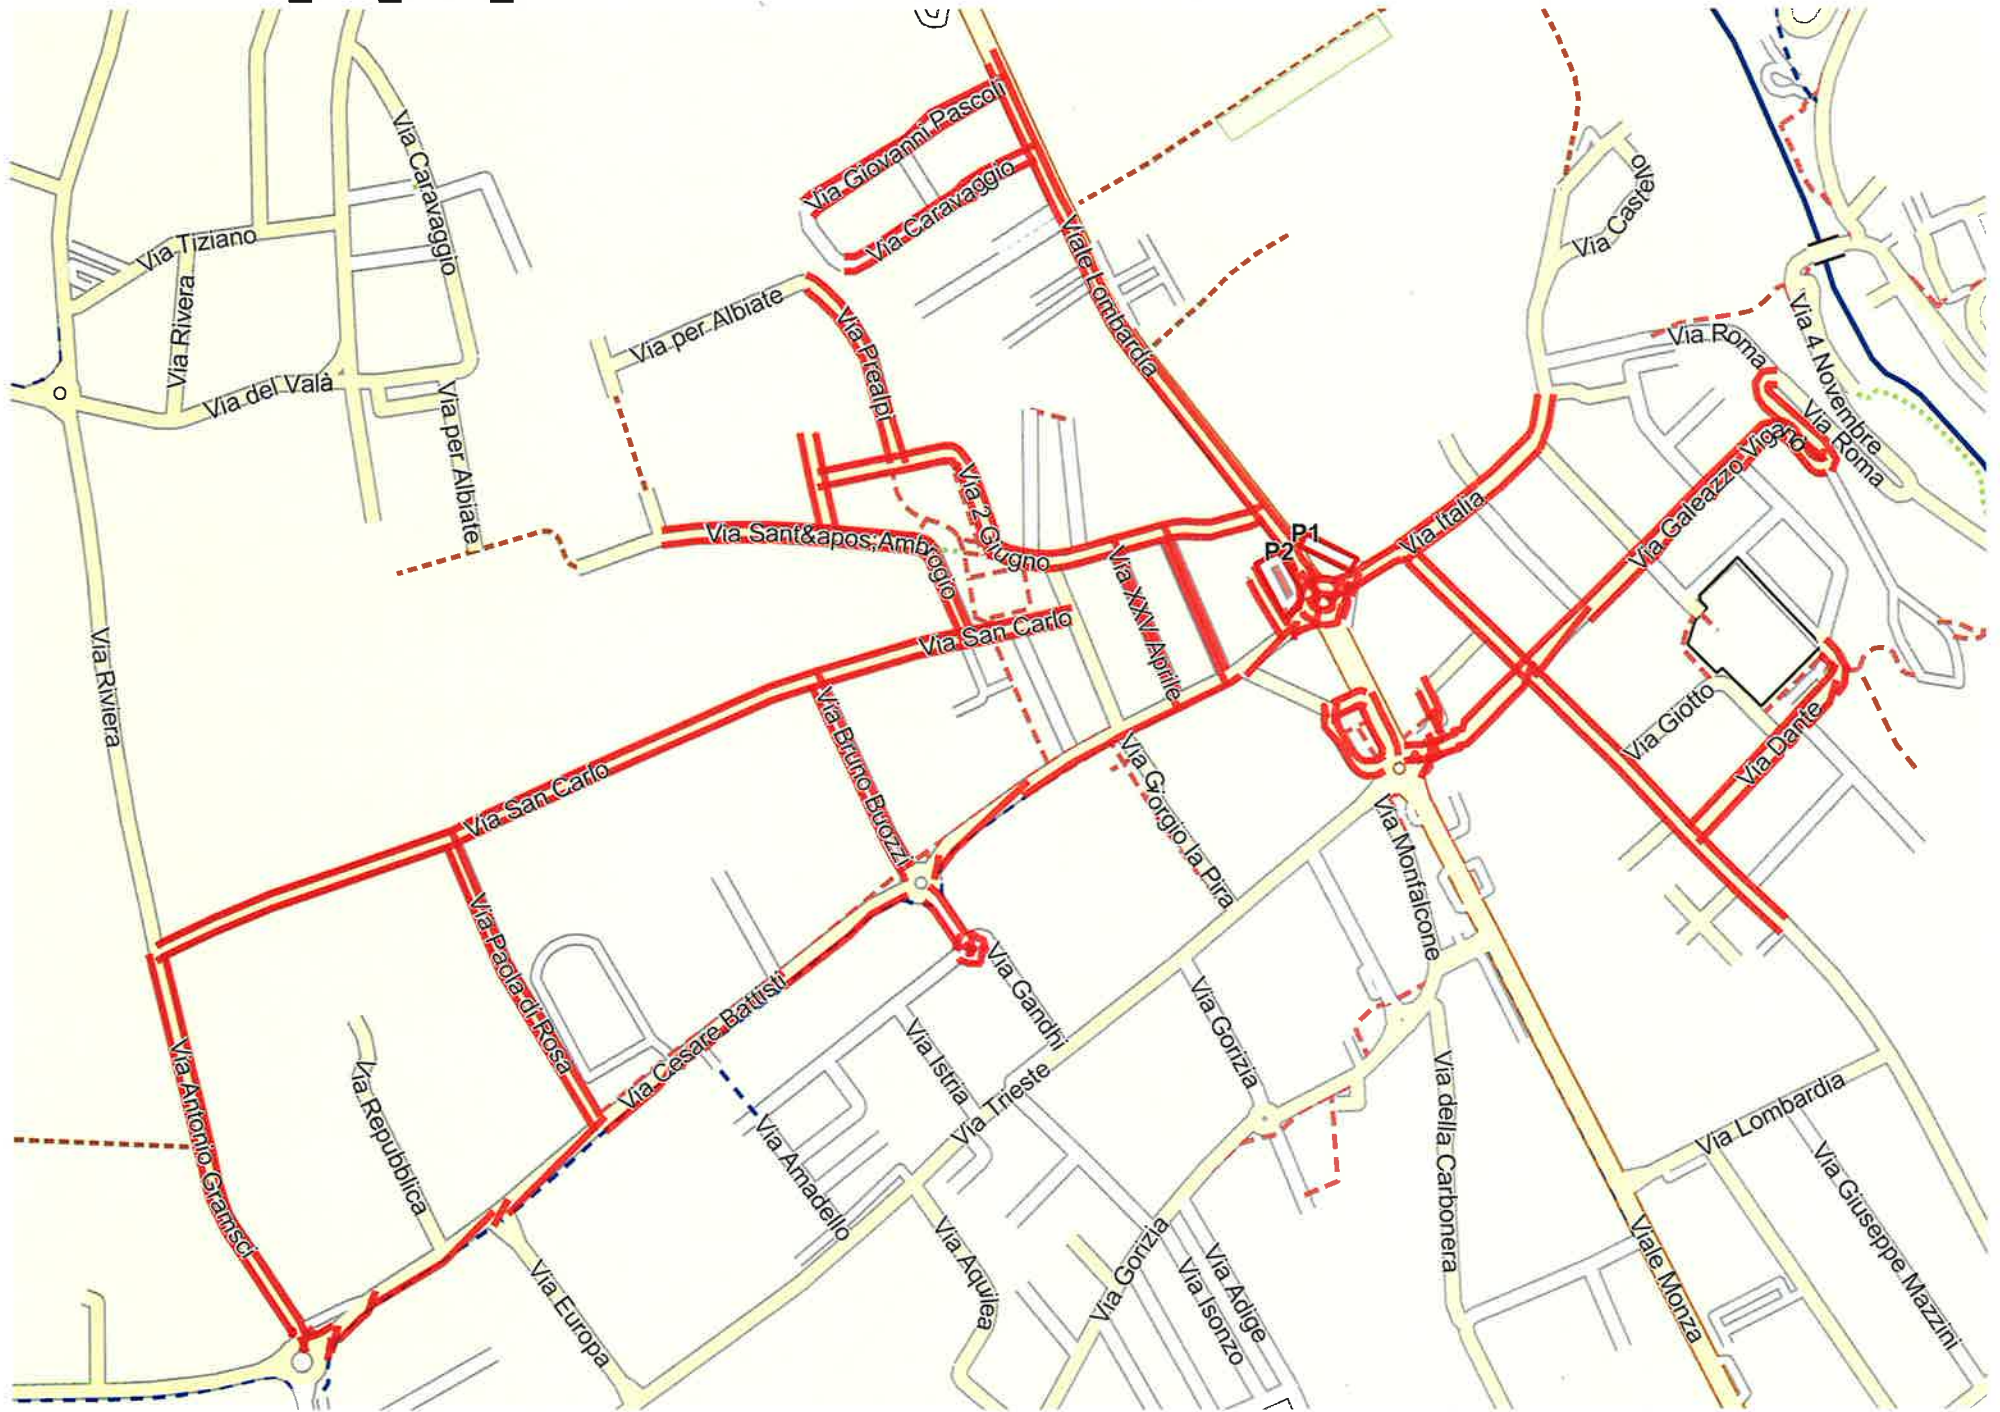 Via Caravaggio
Via Giovanni Pascoli
Via Caravaggio
Via Castello
Via Tiziano
Via Rivera
Viale Lombardia
Via per Albiate
Via Prealpi
Via Roma
Via 4 Novembre
Via del Valà
Via per Albiate
Via Roma
Via Galeazzo Viganò
Via 2 Giugno
Via Italia
Via Sant&apos;Ambrogio
P1
P2
Via XXV Aprile
Via San Carlo
Via Riviera
Via Bruno Buozzi
Via Giotto
Via Dante
Via San Carlo
Via Giorgio la Pira
Via Monfalcone
Via Paola di Rosa
Via Cesare Battisti
Via Gandhi
Via Gorizia
Via Istria
Via Antonio Gramsci
Via Repubblica
Via Trieste
Via Amadello
Via della Carbonera
Via Lombardia
Via Giuseppe Mazzini
Via Europa
Via Aquilea
Via Gorizia
Via Adige
Via Isonzo
Viale Monza